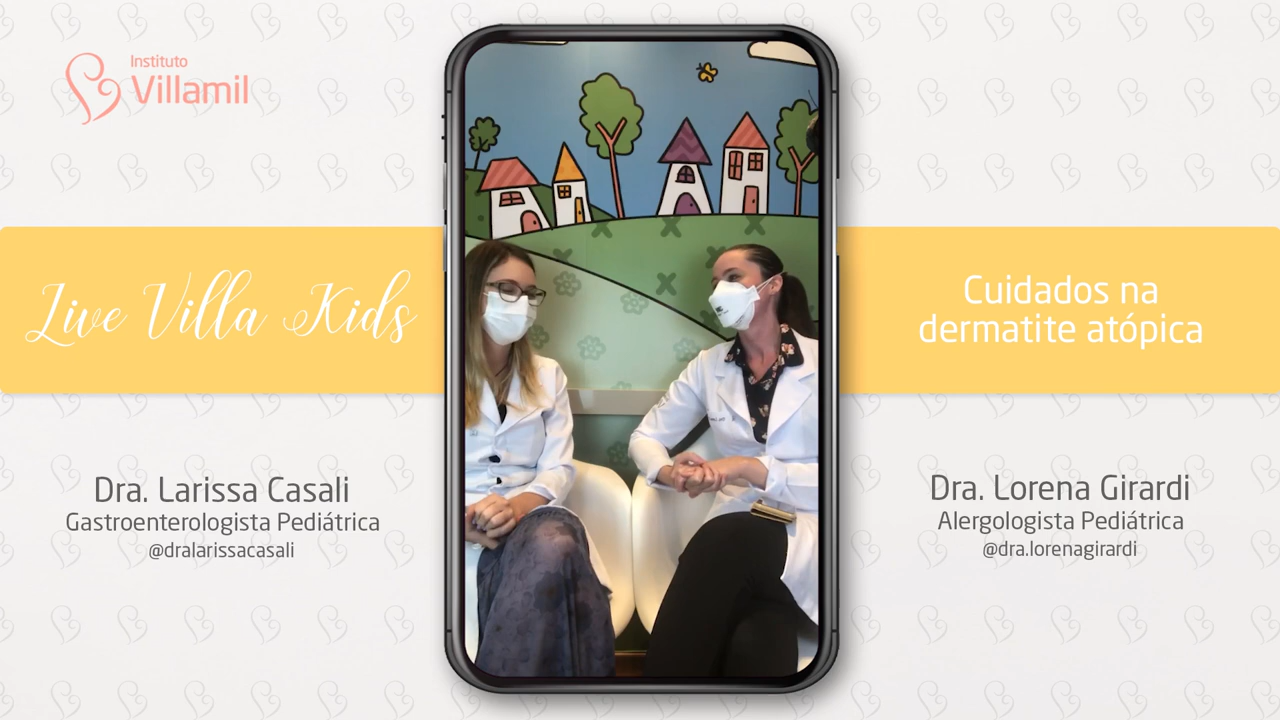 Instituto
Villamil
Live Villa Kids
Cuidados na
dermatite atópica
Dra. Larissa Casali
Gastroenterologista Pediátrica
@dralarissacasali
Dra. Lorena Girardi
Alergologista Pediátrica
@dra.lorenagirardi